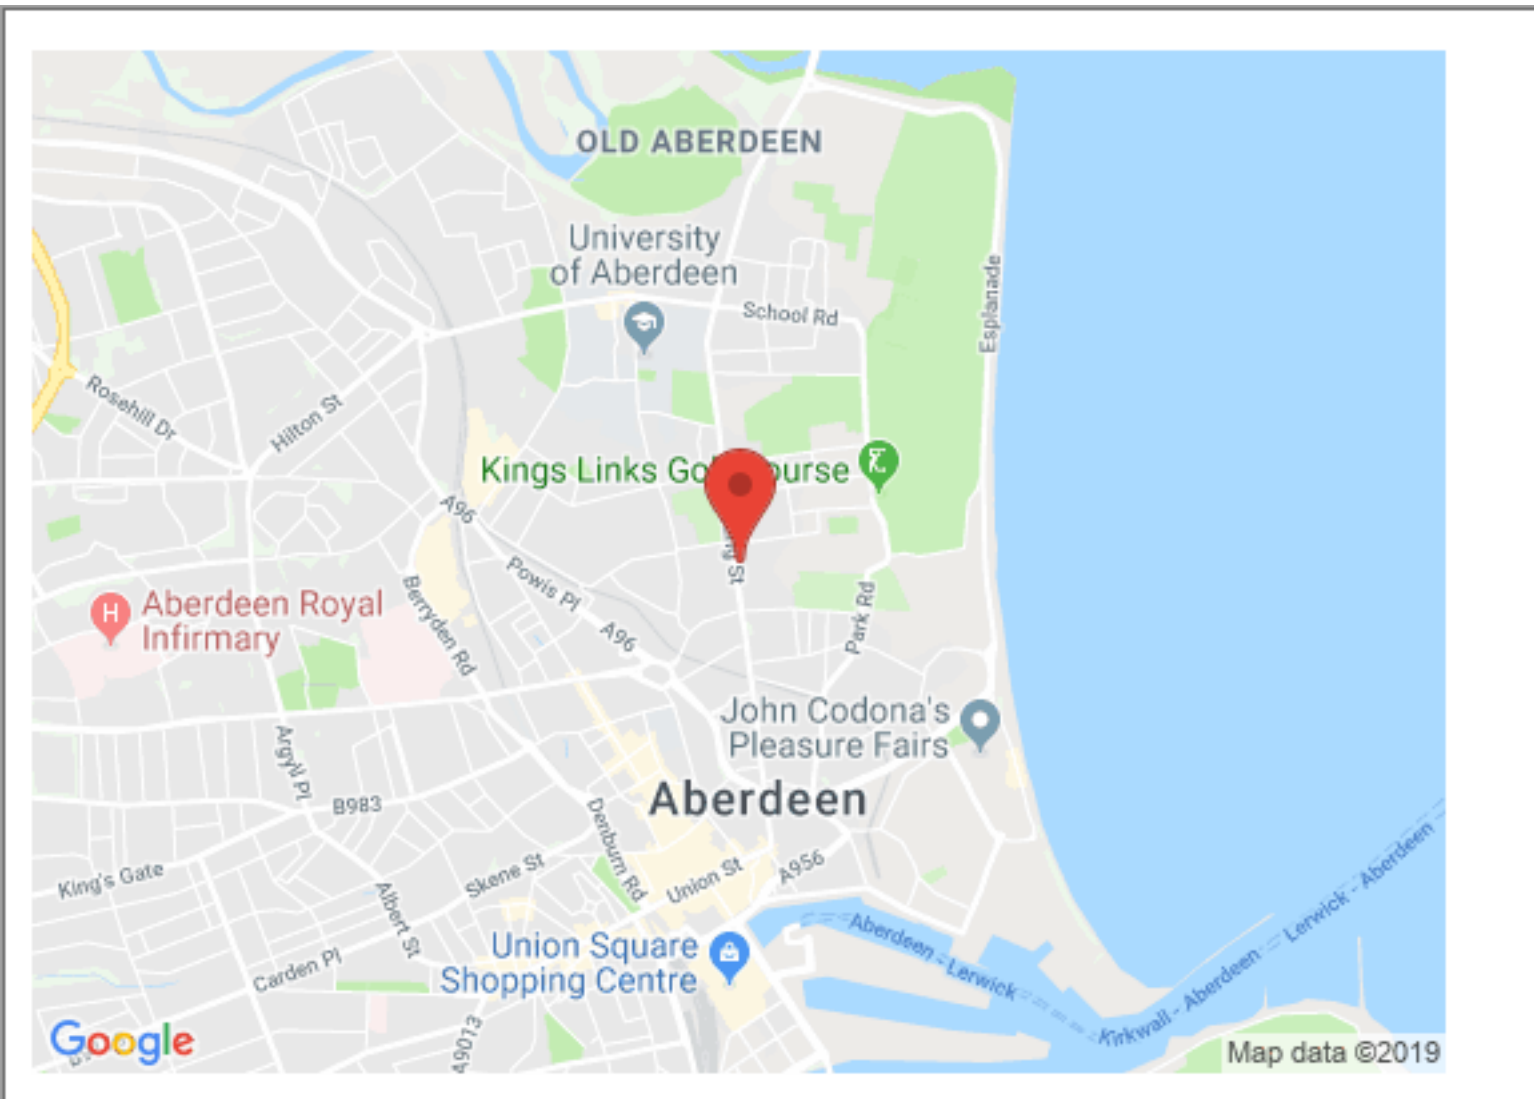 OLD ABERDEEN
University
of Aberdeen
School Rd
Esplanade
Rosehill Dr
Hilton St
Kings Links Go
ourse
A96
St
Powis Pl
Berryden Rd
A96
Park Rd
H
Aberdeen Royal
Infirmary
John Codona's
Pleasure Fairs
Argyll Pl
B983
Aberdeen
Denburn Rd
King's Gate
Skene St
Union St
A956
Albert St
Carden Pl
Union Square
Shopping Centre
Aberdeen - Lerwick
Kirkwall - Aberdeen
Lerwick - Aberdeen
A9013
Google
Map data ©2019